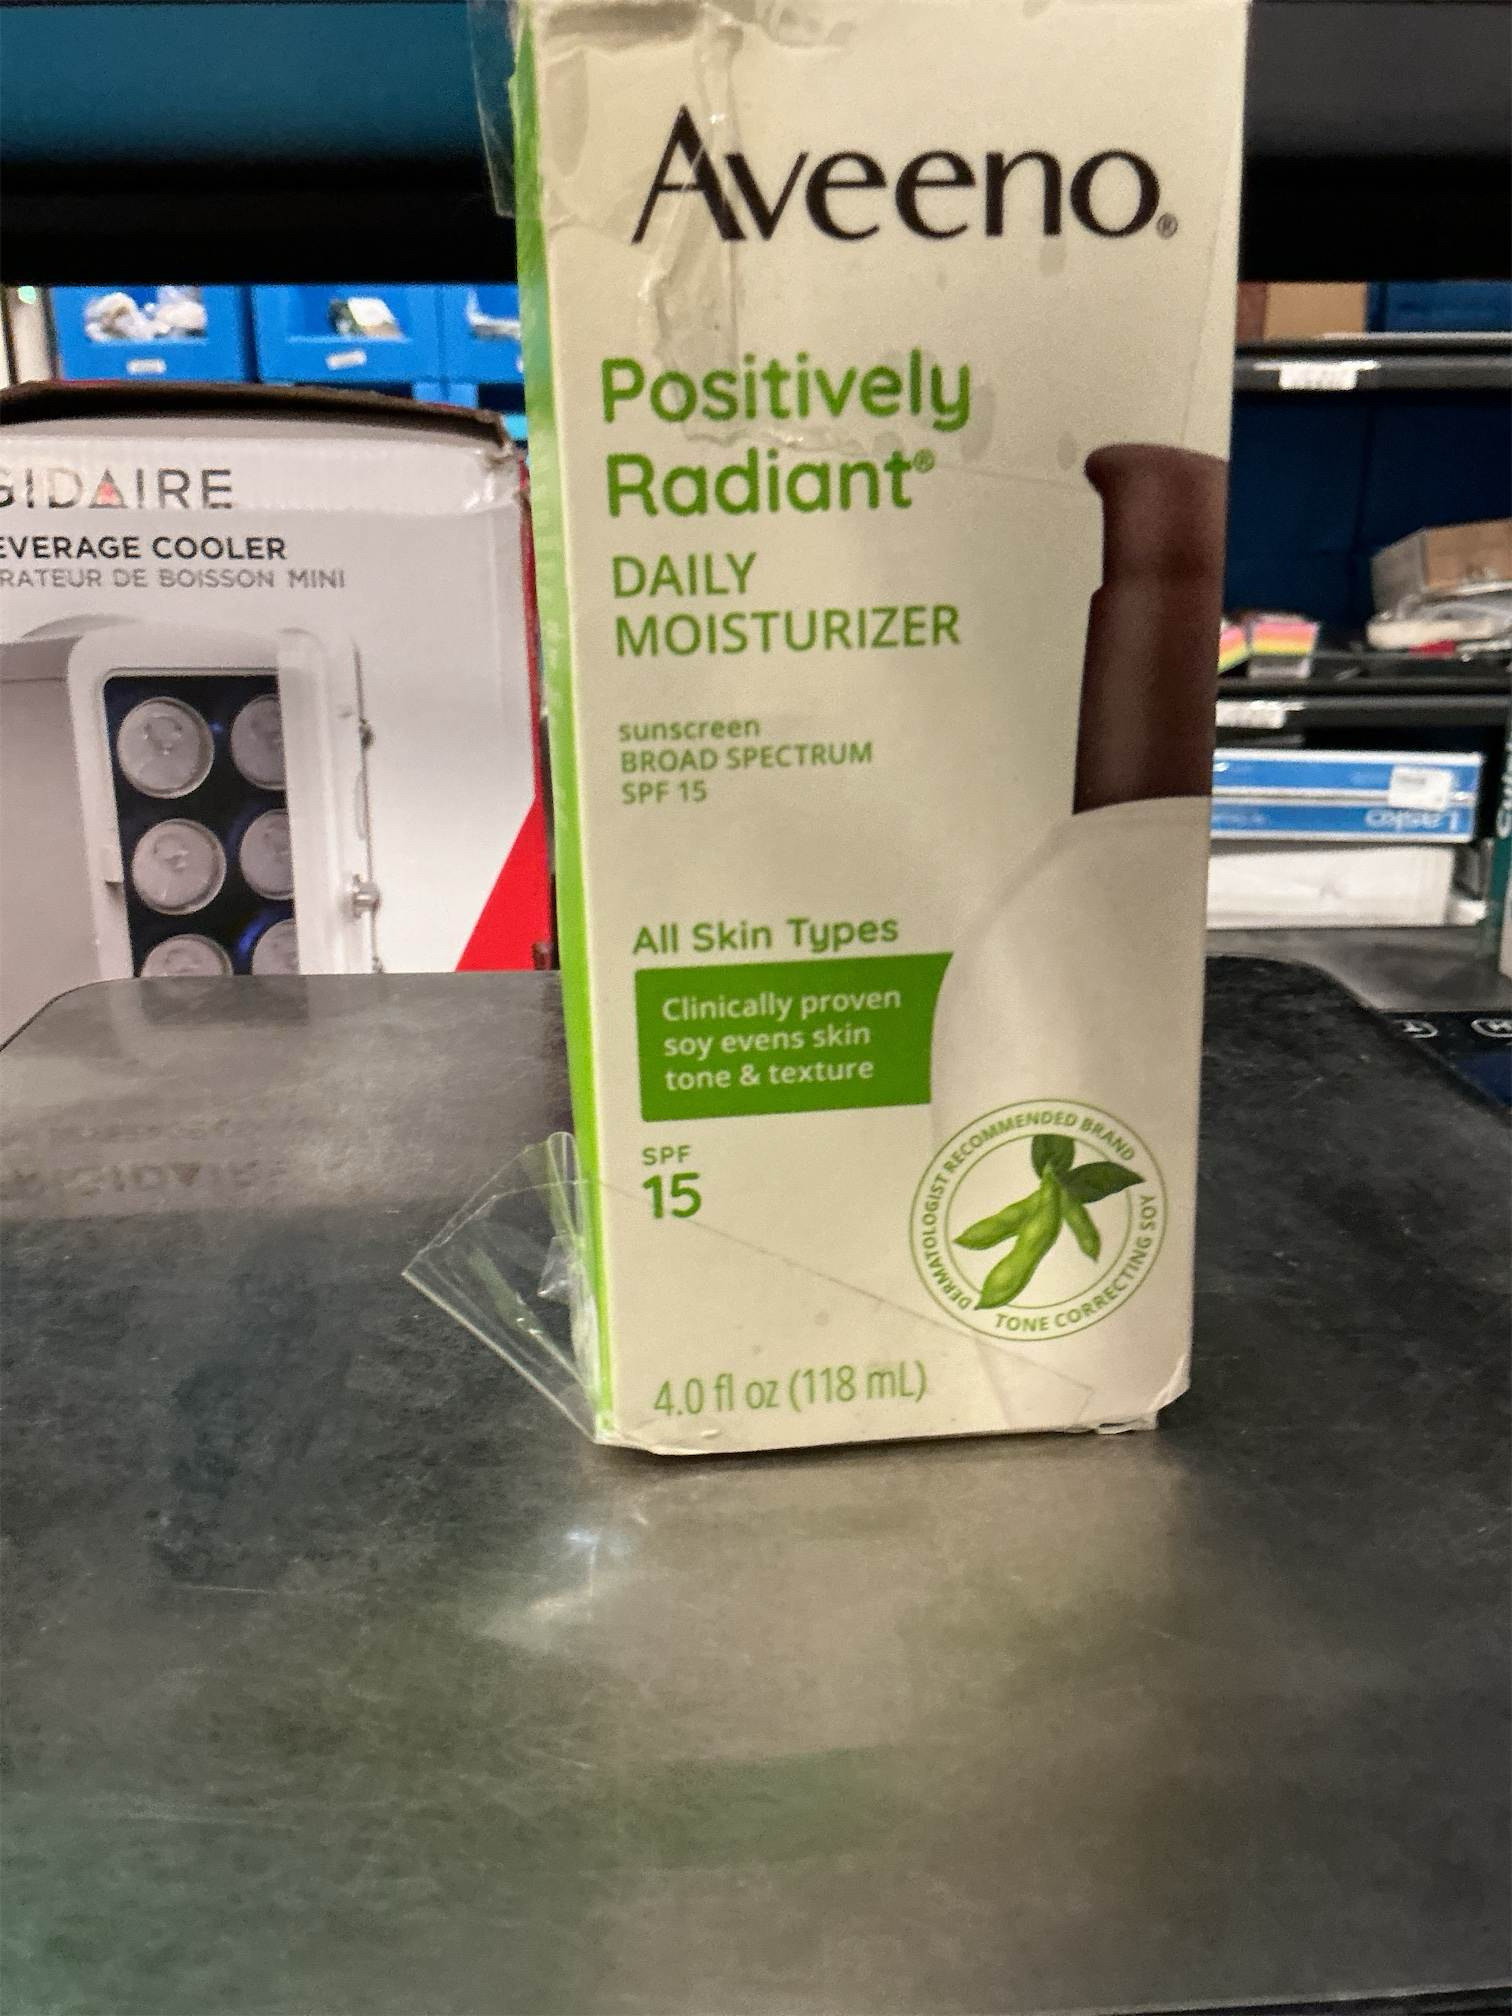 Aveeno®
Positively
Radiant®
DAILY
MOISTURIZER
sunscreen
BROAD SPECTRUM
SPF 15
All Skin Types
Clinically proven
soy evens skin
tone & texture
SPF
15
DERMATOLOGIST RECOMMENDED BRAND
TONE CORRECTING SOY
4.0 fl oz (118 mL)
GIDAIRE
EVERAGE COOLER
RATEUR DE BOISSON MINI
Lasko